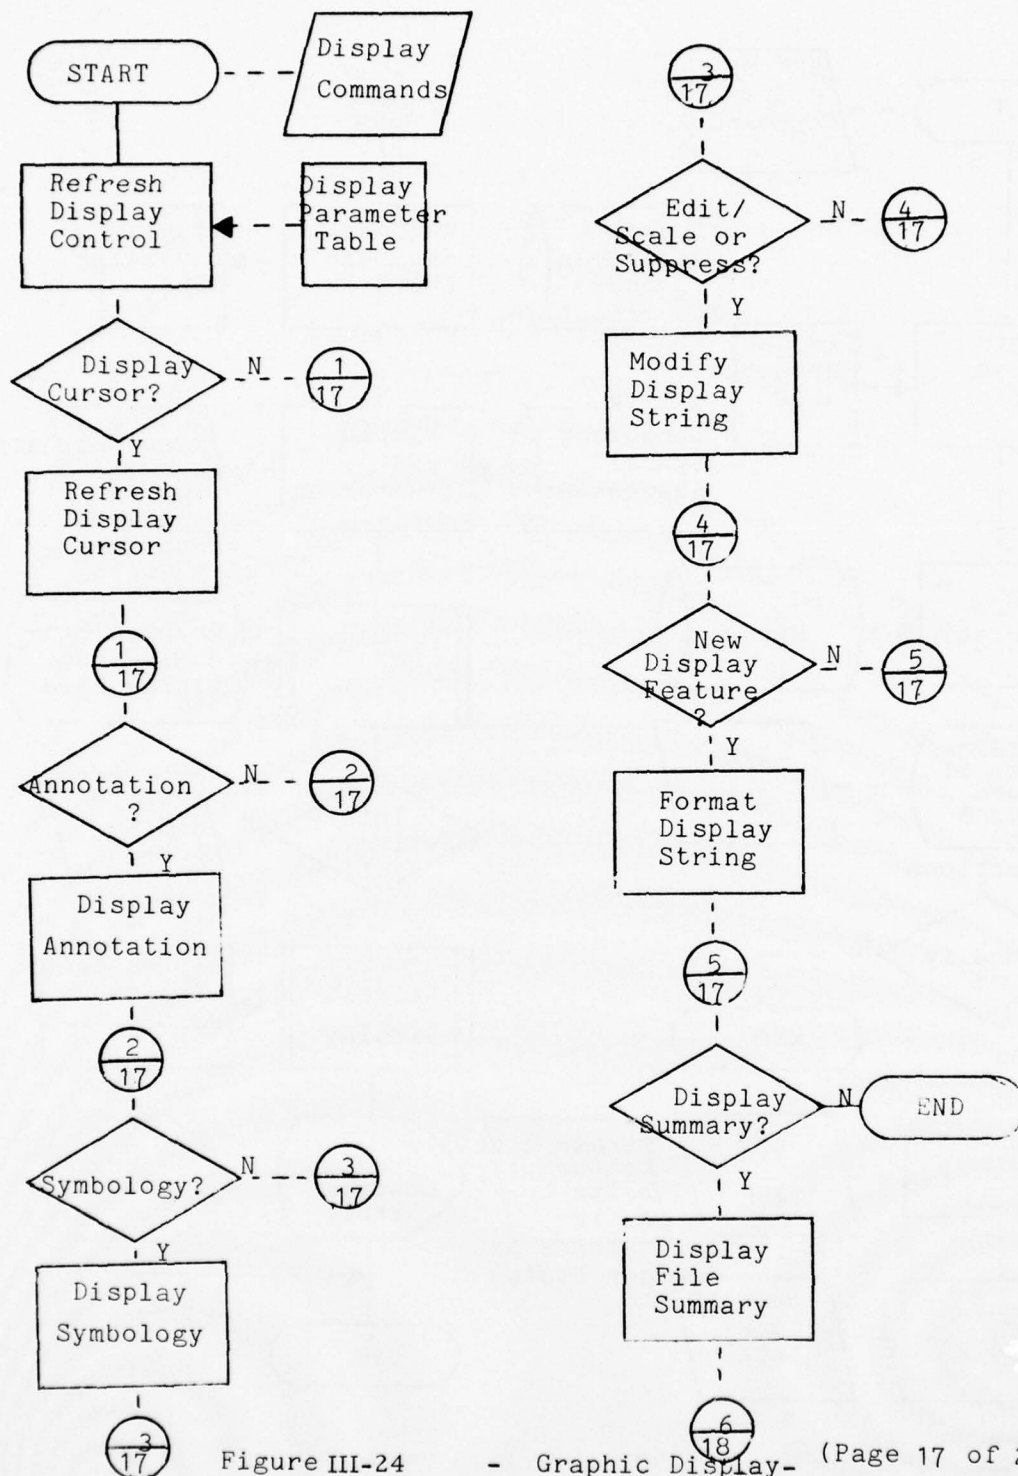 START
Display
Commands
Refresh
Display
Control
Display
Parameter
Table
Display
Cursor?
N
1
17
Y
Refresh
Display
Cursor
1
17
Annotation
?
N
2
17
Y
Display
Annotation
2
17
Symbology?
N
3
17
Y
Display
Symbology
3
17
3
17
Edit/
Scale or
Suppress?
N
4
17
Y
Modify
Display
String
4
17
New
Display
Feature
?
N
5
17
Y
Format
Display
String
5
17
Display
Summary?
N
END
Y
Display
File
Summary
6
18
Figure III-24 - Graphic Display- (Page 17 of